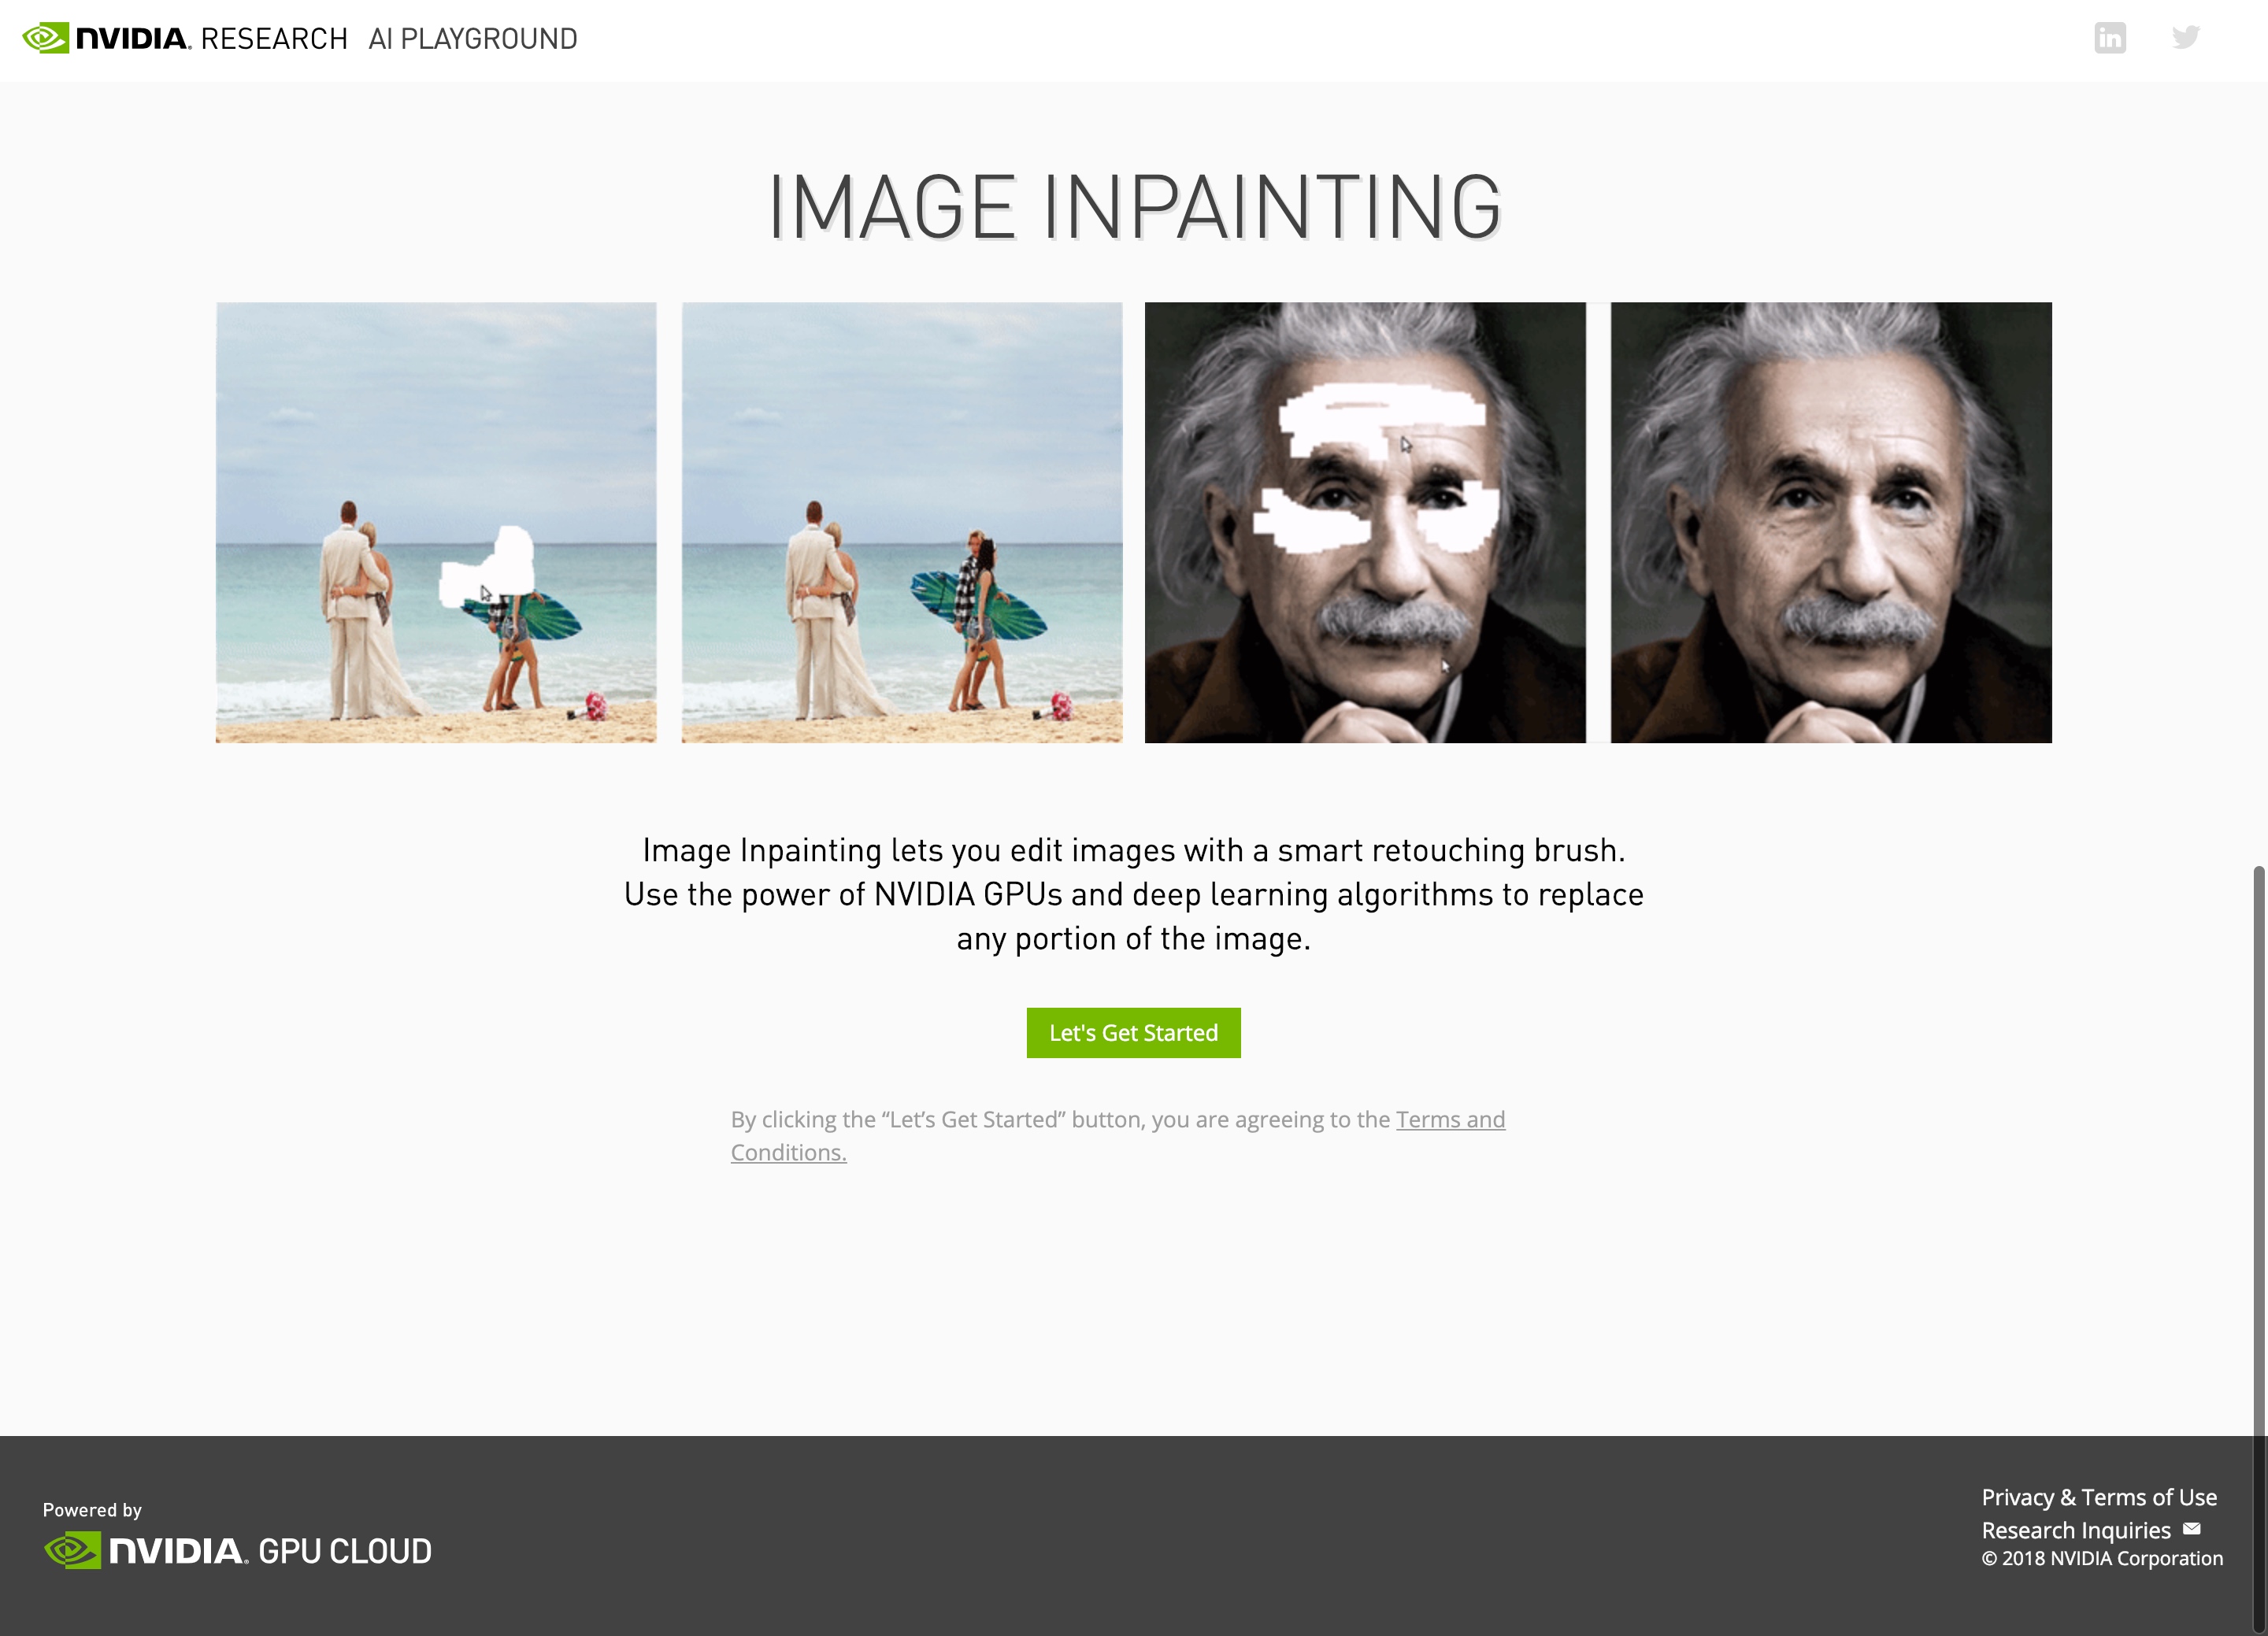 NVIDIA. RESEARCH AI PLAYGROUND
in
IMAGE INPAINTING
Image Inpainting lets you edit images with a smart retouching brush.
Use the power of NVIDIA GPUs and deep learning algorithms to replace
any portion of the image.
Let's Get Started
By clicking the “Let’s Get Started” button, you are agreeing to the Terms and
Conditions.
Powered by
NVIDIA. GPU CLOUD
Privacy & Terms of Use
Research Inquiries
© 2018 NVIDIA Corporation